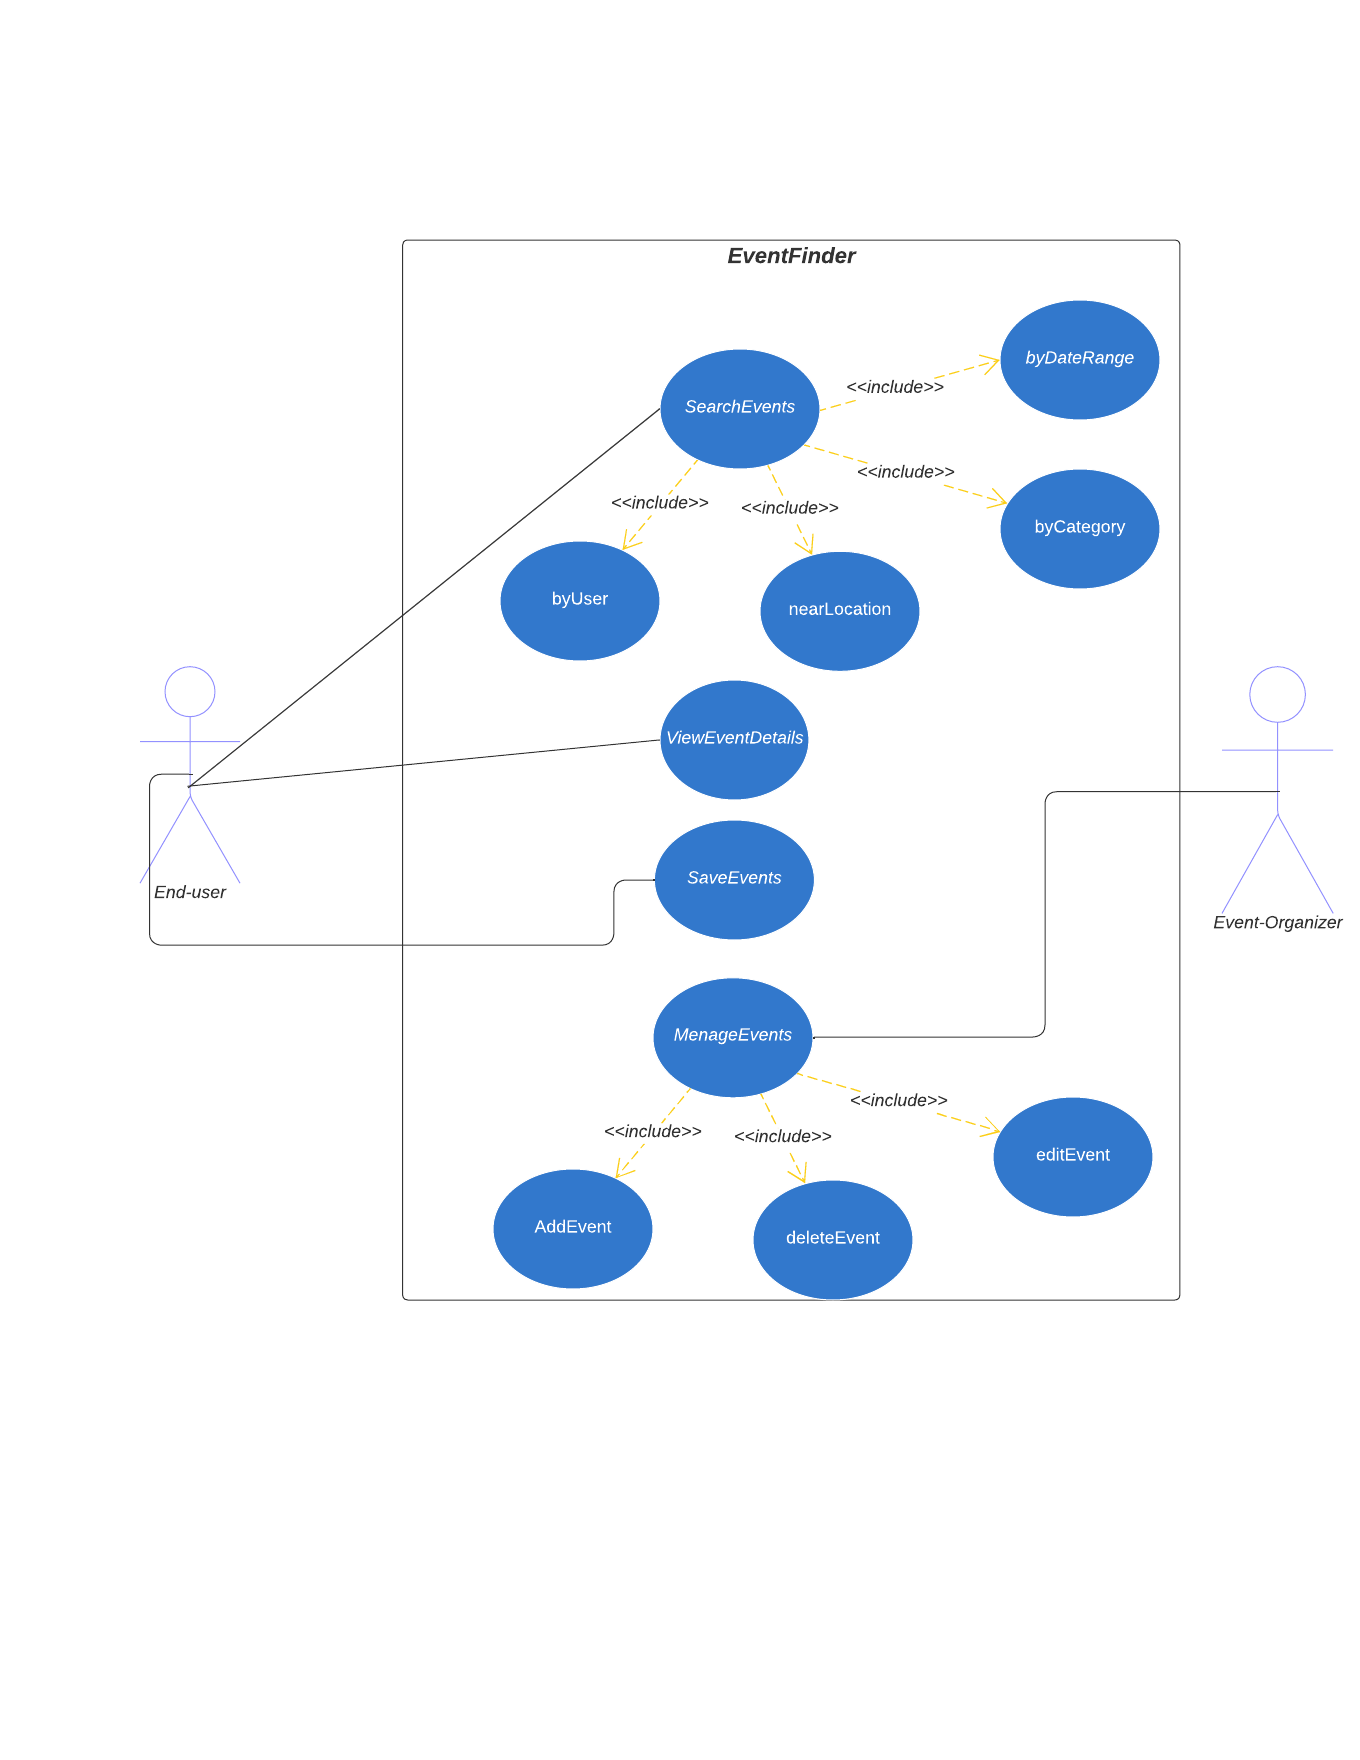 EventFinder
byDateRange
<<include>>
SearchEvents
<<include>>
<<include>>
<<include>>
byCategory
byUser
nearLocation
ViewEventDetails
SaveEvents
End-user
Event-Organizer
MenageEvents
<<include>>
<<include>>
<<include>>
editEvent
AddEvent
deleteEvent